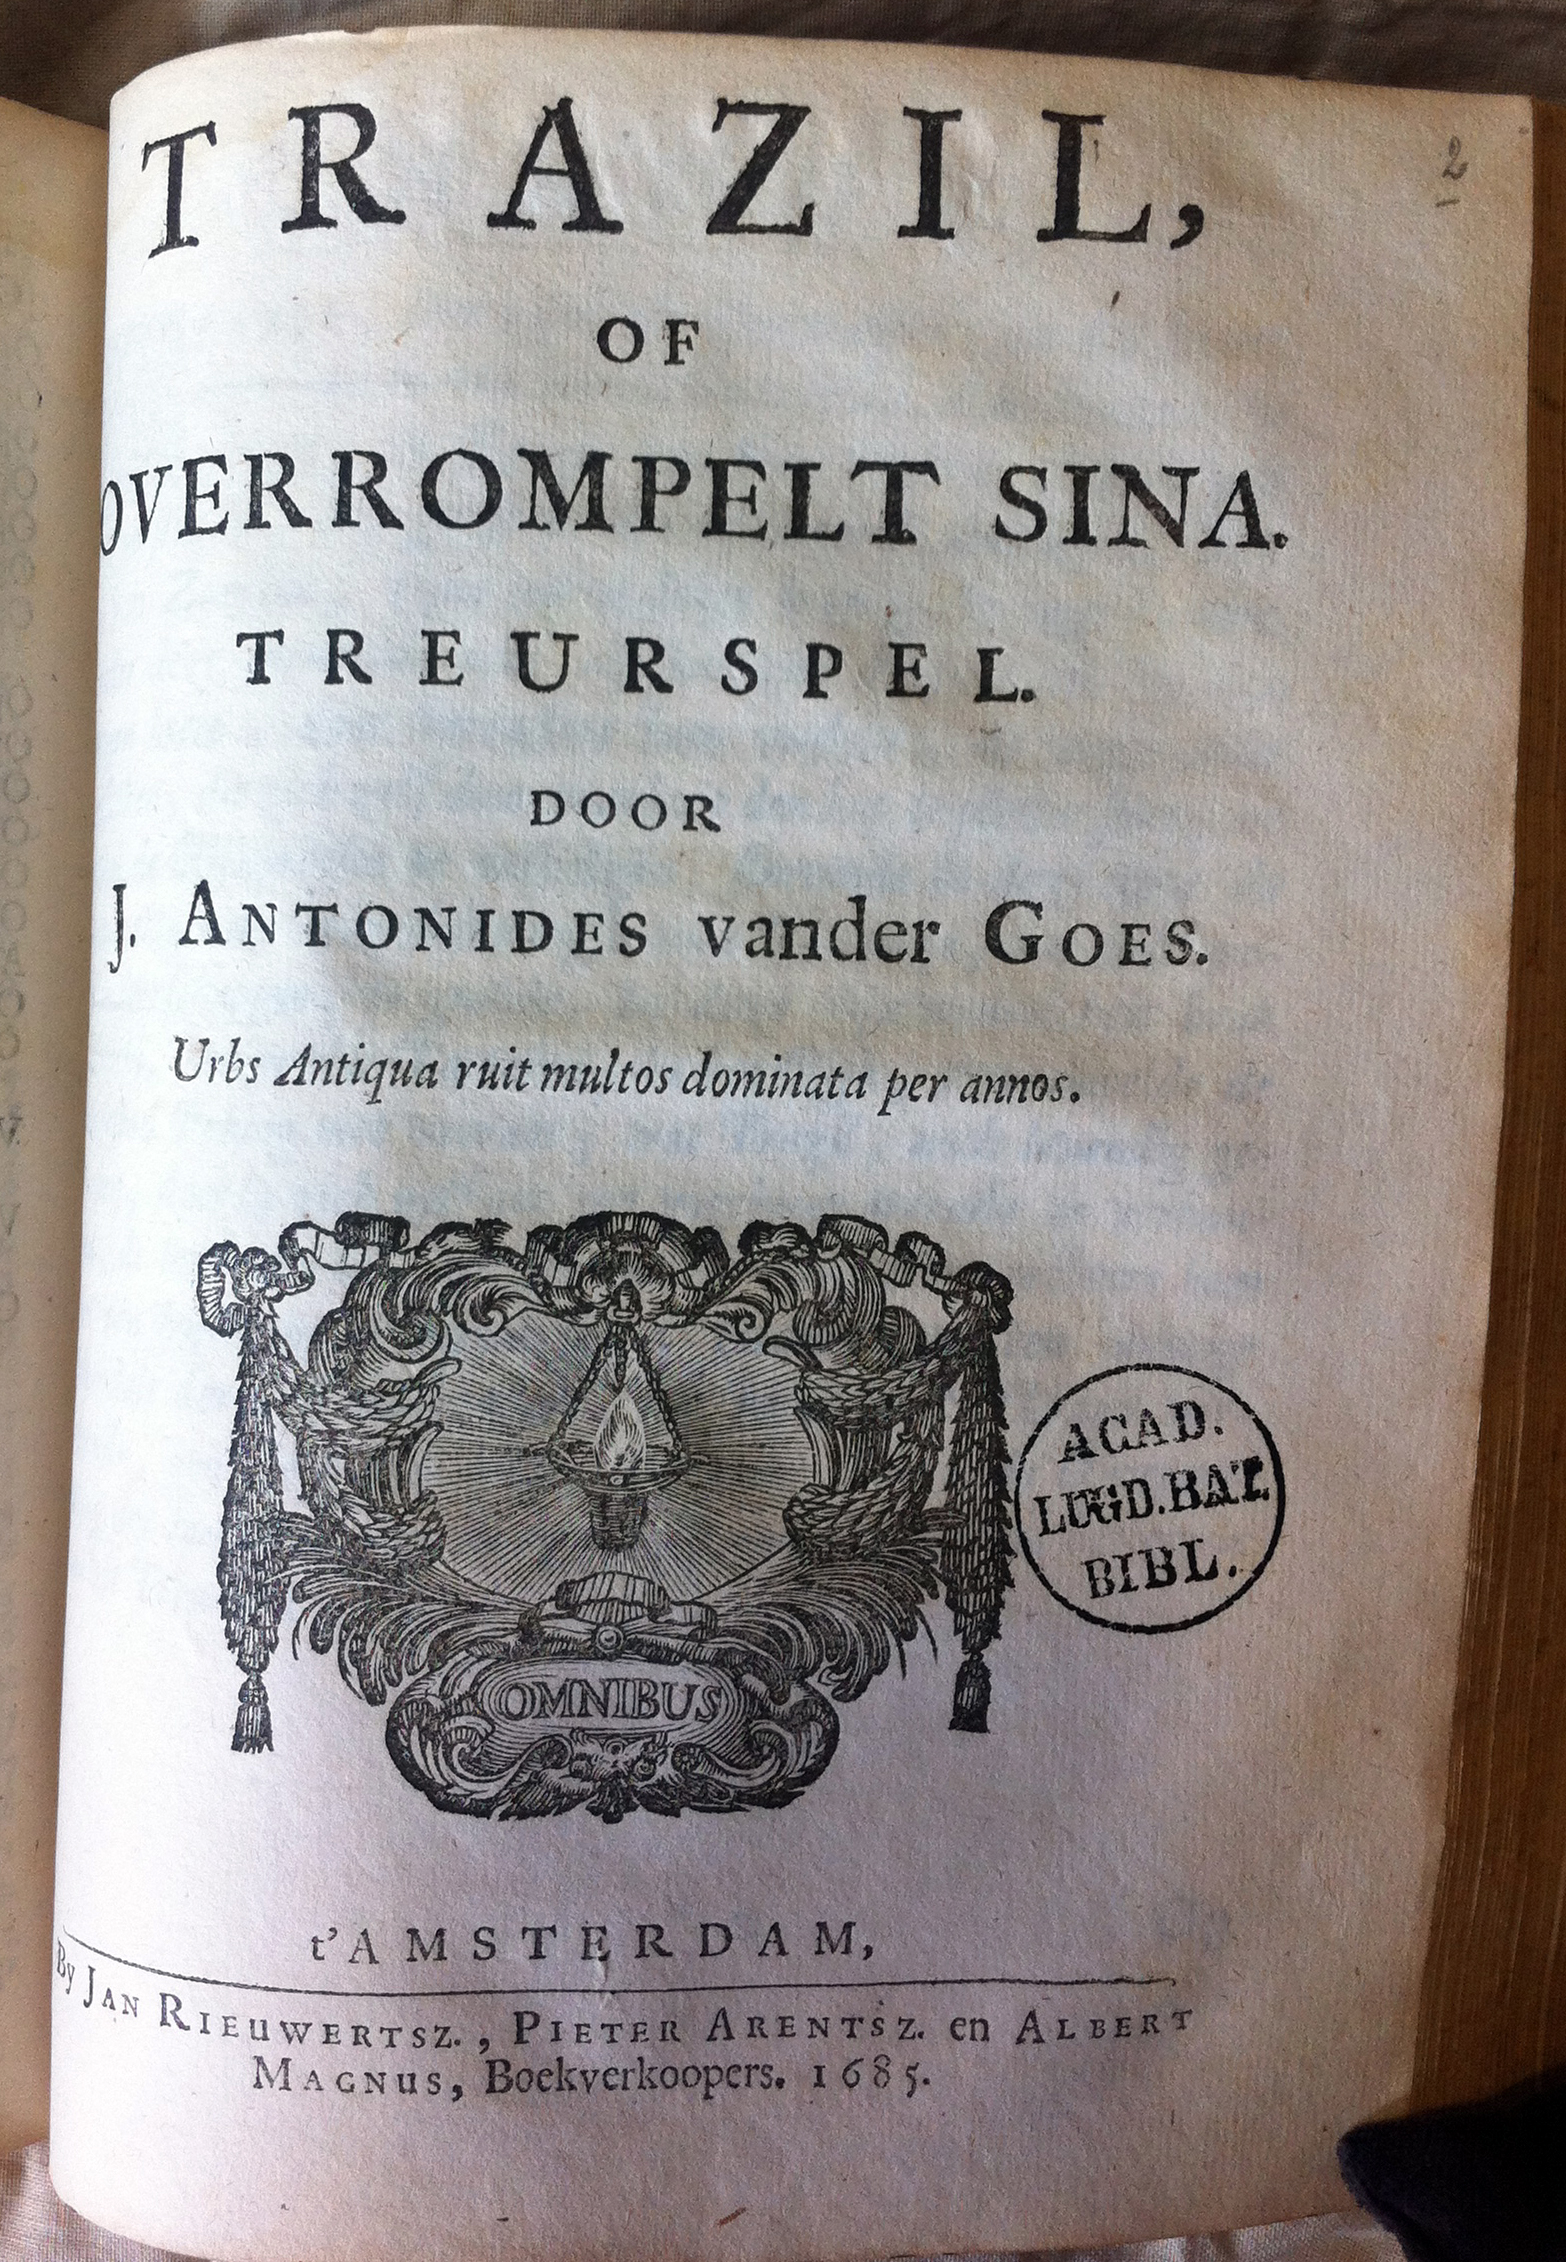 2
TRAZIL,
OF
OVERROMPELT SINA.
TREURSPEL.
DOOR
J. ANTONIDES vander GOES.
Urbs Antiqua ruit multos dominata per annos.
ACAD.
LUGD.BAT.
BIBL.
OMNIBUS
t'AMSTERDAM,
By JAN RIEUWERTSZ., PIETER ARENTSZ. en ALBERT
MAGNUS, Boekverkoopers. 1685.